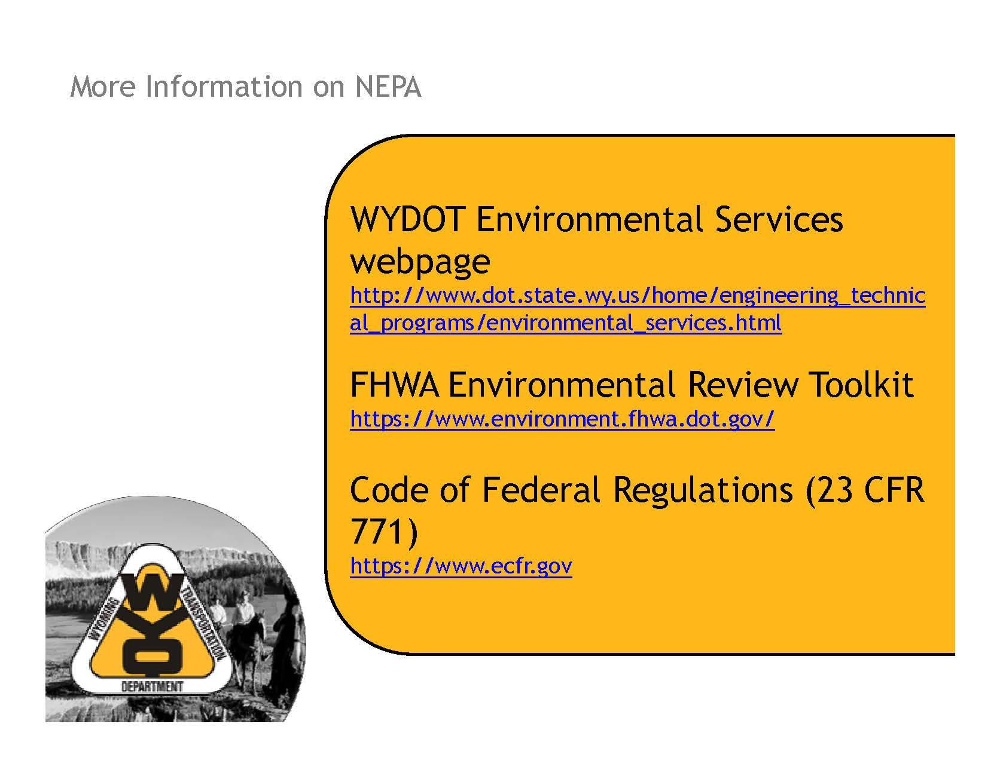 More Information on NEPA
WYDOT Environmental Services
webpage
http://www.dot.state.wy.us/home/engineering_technic
al_programs/environmental_services.html
FHWA Environmental Review Toolkit
https://www.environment.fhwa.dot.gov/
Code of Federal Regulations (23 CFR
771)
https://www.ecfr.gov
WYOMING
TRANSPORTATION
DEPARTMENT
W
Y
D
O
T